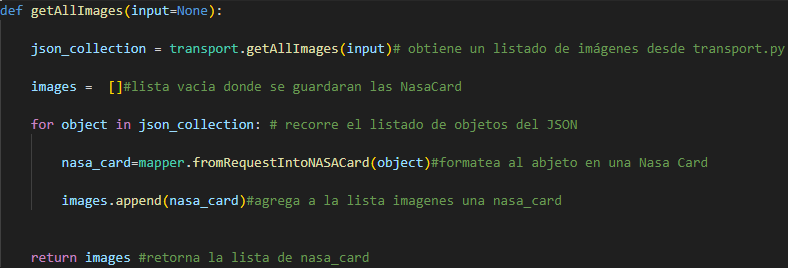 def getAllImages(input=None):
json_collection = transport.getAllImages(input)# obtiene un listado de imágenes desde transport.py
images =  []#lista vacia donde se guardaran las NasaCard
for object in json_collection: # recorre el listado de objetos del JSON
nasa_card=mapper.fromRequestIntoNASACard(object)#formatea al abjeto en una Nasa Card
images.append(nasa_card)#agrega a la lista imagenes una nasa_card
return images #retorna la lista de nasa_card